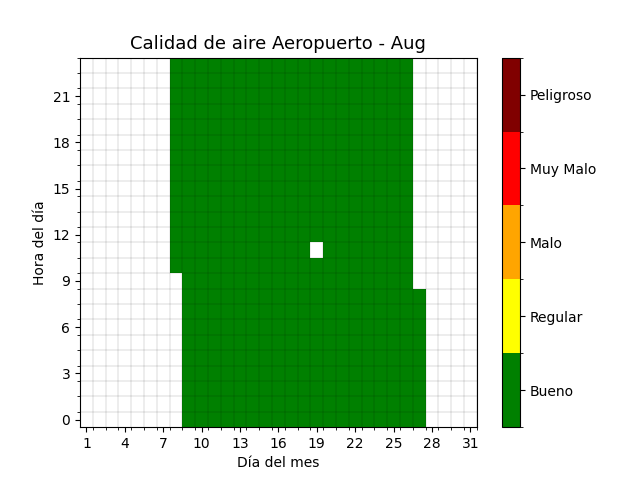 Calidad de aire Aeropuerto - Aug
Hora del día
21
18
15
12
9
6
3
0
1 4 7 10 13 16 19 22 25 28 31
Día del mes
Peligroso
Muy Malo
Malo
Regular
Bueno